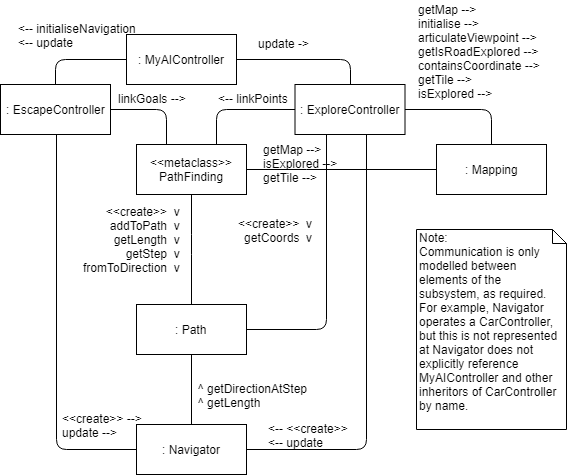 <-- initialiseNavigation
<-- update
: MyAIController
update ->
getMap -->
initialise -->
articulateViewpoint -->
getIsRoadExplored -->
containsCoordinate -->
getTile -->
isExplored -->
: EscapeController
linkGoals -->
<-- linkPoints
: ExploreController
<<metaclass>>
PathFinding
getMap -->
isExplored -->
getTile -->
: Mapping
<<create>> v
addToPath v
getLength v
getStep v
fromToDirection v
<<create>> v
getCoords v
Note:
Communication is only
modelled between
elements of the
subsystem, as required.
For example, Navigator
operates a CarController,
but this is not represented
at Navigator does not
explicitly reference
MyAIController and other
inheritors of CarController
by name.
: Path
^ getDirectionAtStep
^ getLength
<<create>> -->
update -->
: Navigator
<-- <<create>>
<-- update